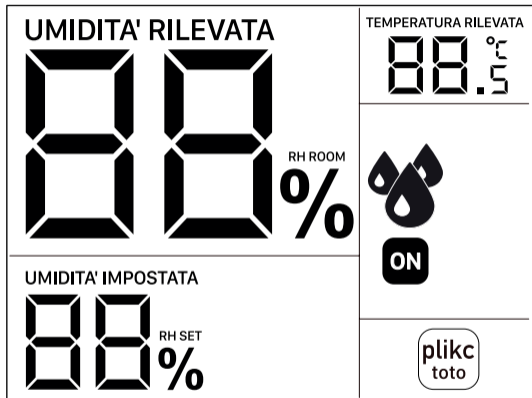 UMIDITA' RILEVATA
88
RH ROOM
%
TEMPERATURA RILEVATA
88.5
°C
ON
UMIDITA' IMPOSTATA
88
RH SET
%
plikc
toto